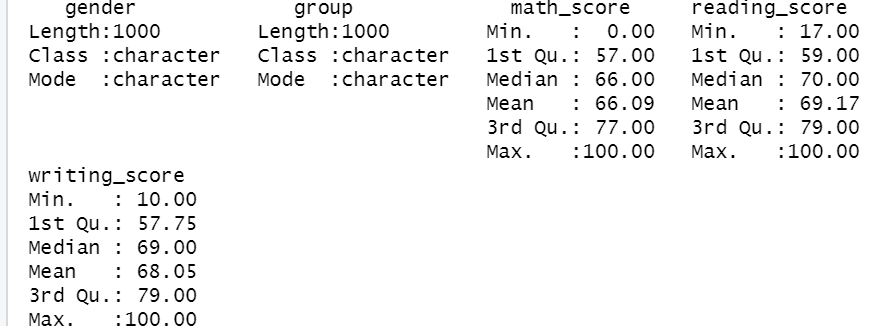 gender group math_score reading_score
Length:1000 Length:1000 Min. : 0.00 Min. : 17.00
Class :character Class :character 1st Qu.: 57.00 1st Qu.: 59.00
Mode :character Mode :character Median : 66.00 Median : 70.00
Mean : 66.09 Mean : 69.17
3rd Qu.: 77.00 3rd Qu.: 79.00
Max. :100.00 Max. :100.00
writing_score
Min. : 10.00
1st Qu.: 57.75
Median : 69.00
Mean : 68.05
3rd Qu.: 79.00
Max. :100.00